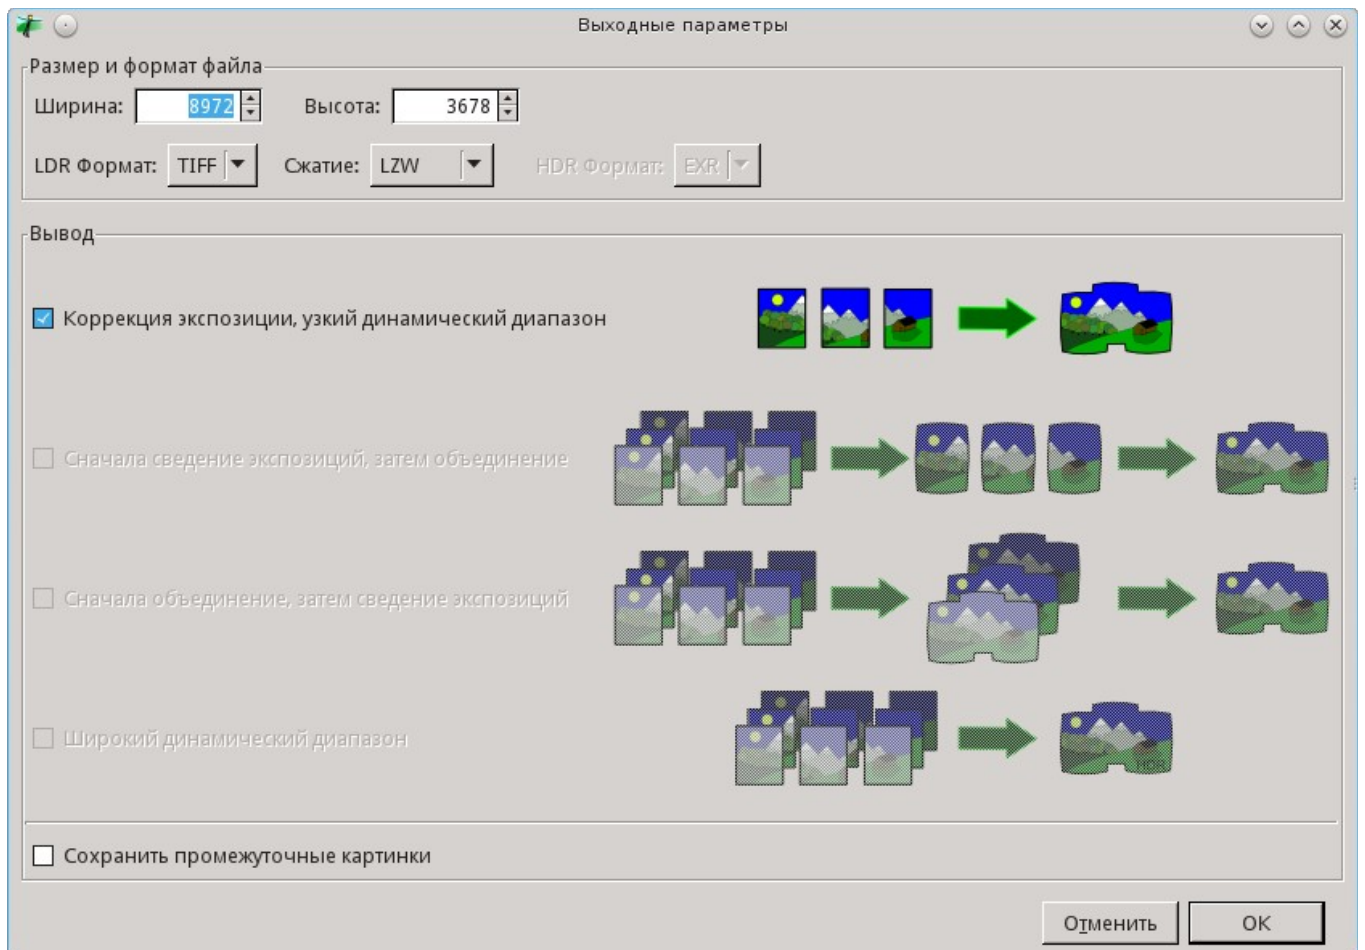 Выходные параметры
Размер и формат файла
Ширина: 8972 Высота: 3678
LDR Формат: TIFF Сжатие: LZW HDR Формат: EXR
Вывод
Коррекция экспозиции, узкий динамический диапазон
Сначала сведение экспозиций, затем объединение
Сначала объединение, затем сведение экспозиций
Широкий динамический диапазон
HDR
Сохранить промежуточные картинки
Отменить OK